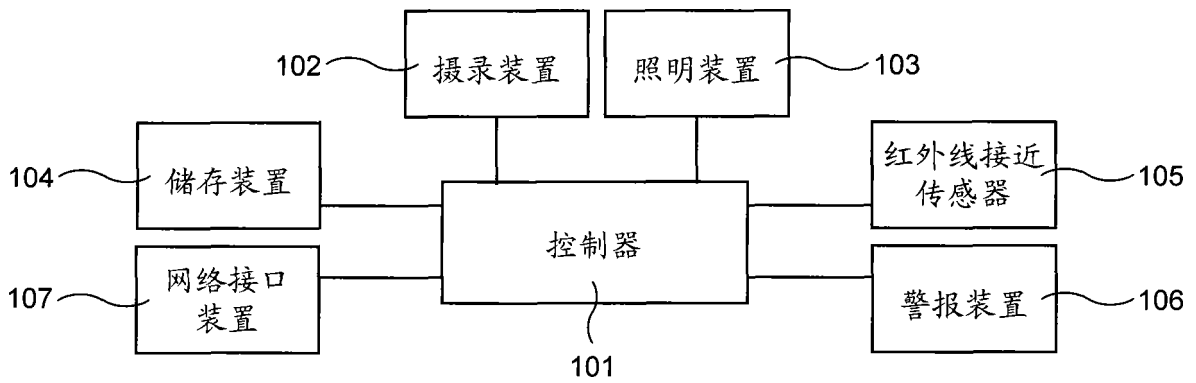 102
摄录装置
照明装置
103
104
储存装置
红外线接近
传感器
105
控制器
107
网络接口
装置
警报装置
106
101